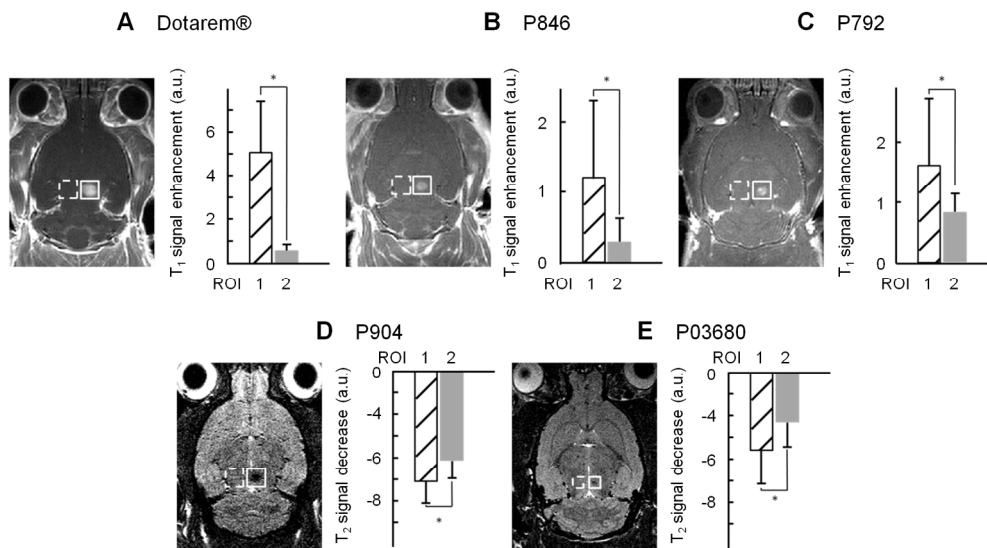 A Dotarem®
B P846
C P792
T1 signal enhancement (a.u.)
6
4
2
0
*
ROI 1 2
T1 signal enhancement (a.u.)
2
1
0
*
ROI 1 2
T1 signal enhancement (a.u.)
2
1
0
*
ROI 1 2
D P904
E P03680
ROI 1 2
T2 signal decrease (a.u.)
0
-4
-6
-8
*
ROI 1 2
T2 signal decrease (a.u.)
0
-4
-6
-8
*